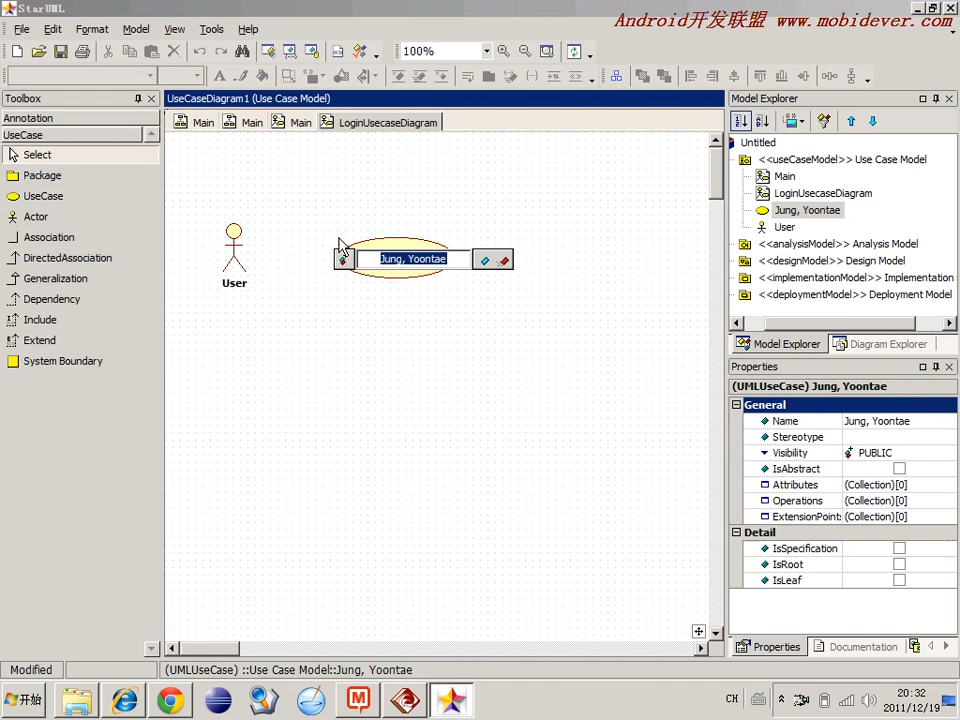 StarUML
Android开发联盟 www.mobidever.com
File Edit Format Model View Tools Help
100%
Toolbox
Annotation
UseCase
Select
Package
UseCase
Actor
Association
DirectedAssociation
Generalization
Dependency
Include
Extend
System Boundary
UseCaseDiagram1 (Use Case Model)
Main Main Main LoginUsecaseDiagram
User
Jung, Yoontae
Model Explorer
Untitled
<<useCaseModel>> Use Case Model
Main
LoginUsecaseDiagram
Jung, Yoontae
User
<<analysisModel>> Analysis Model
<<designModel>> Design Model
<<implementationModel>> Implementation
<<deploymentModel>> Deployment Model
Model Explorer Diagram Explorer
Properties
(UMLUseCase) Jung, Yoontae
General
Name Jung, Yoontae
Stereotype
Visibility PUBLIC
IsAbstract
Attributes (Collection)[0]
Operations (Collection)[0]
ExtensionPoint: (Collection)[0]
Detail
IsSpecification
IsRoot
IsLeaf
Properties Documentation
Modified (UMLUseCase) ::Use Case Model::Jung, Yoontae
开始 CH 20:32
2011/12/19